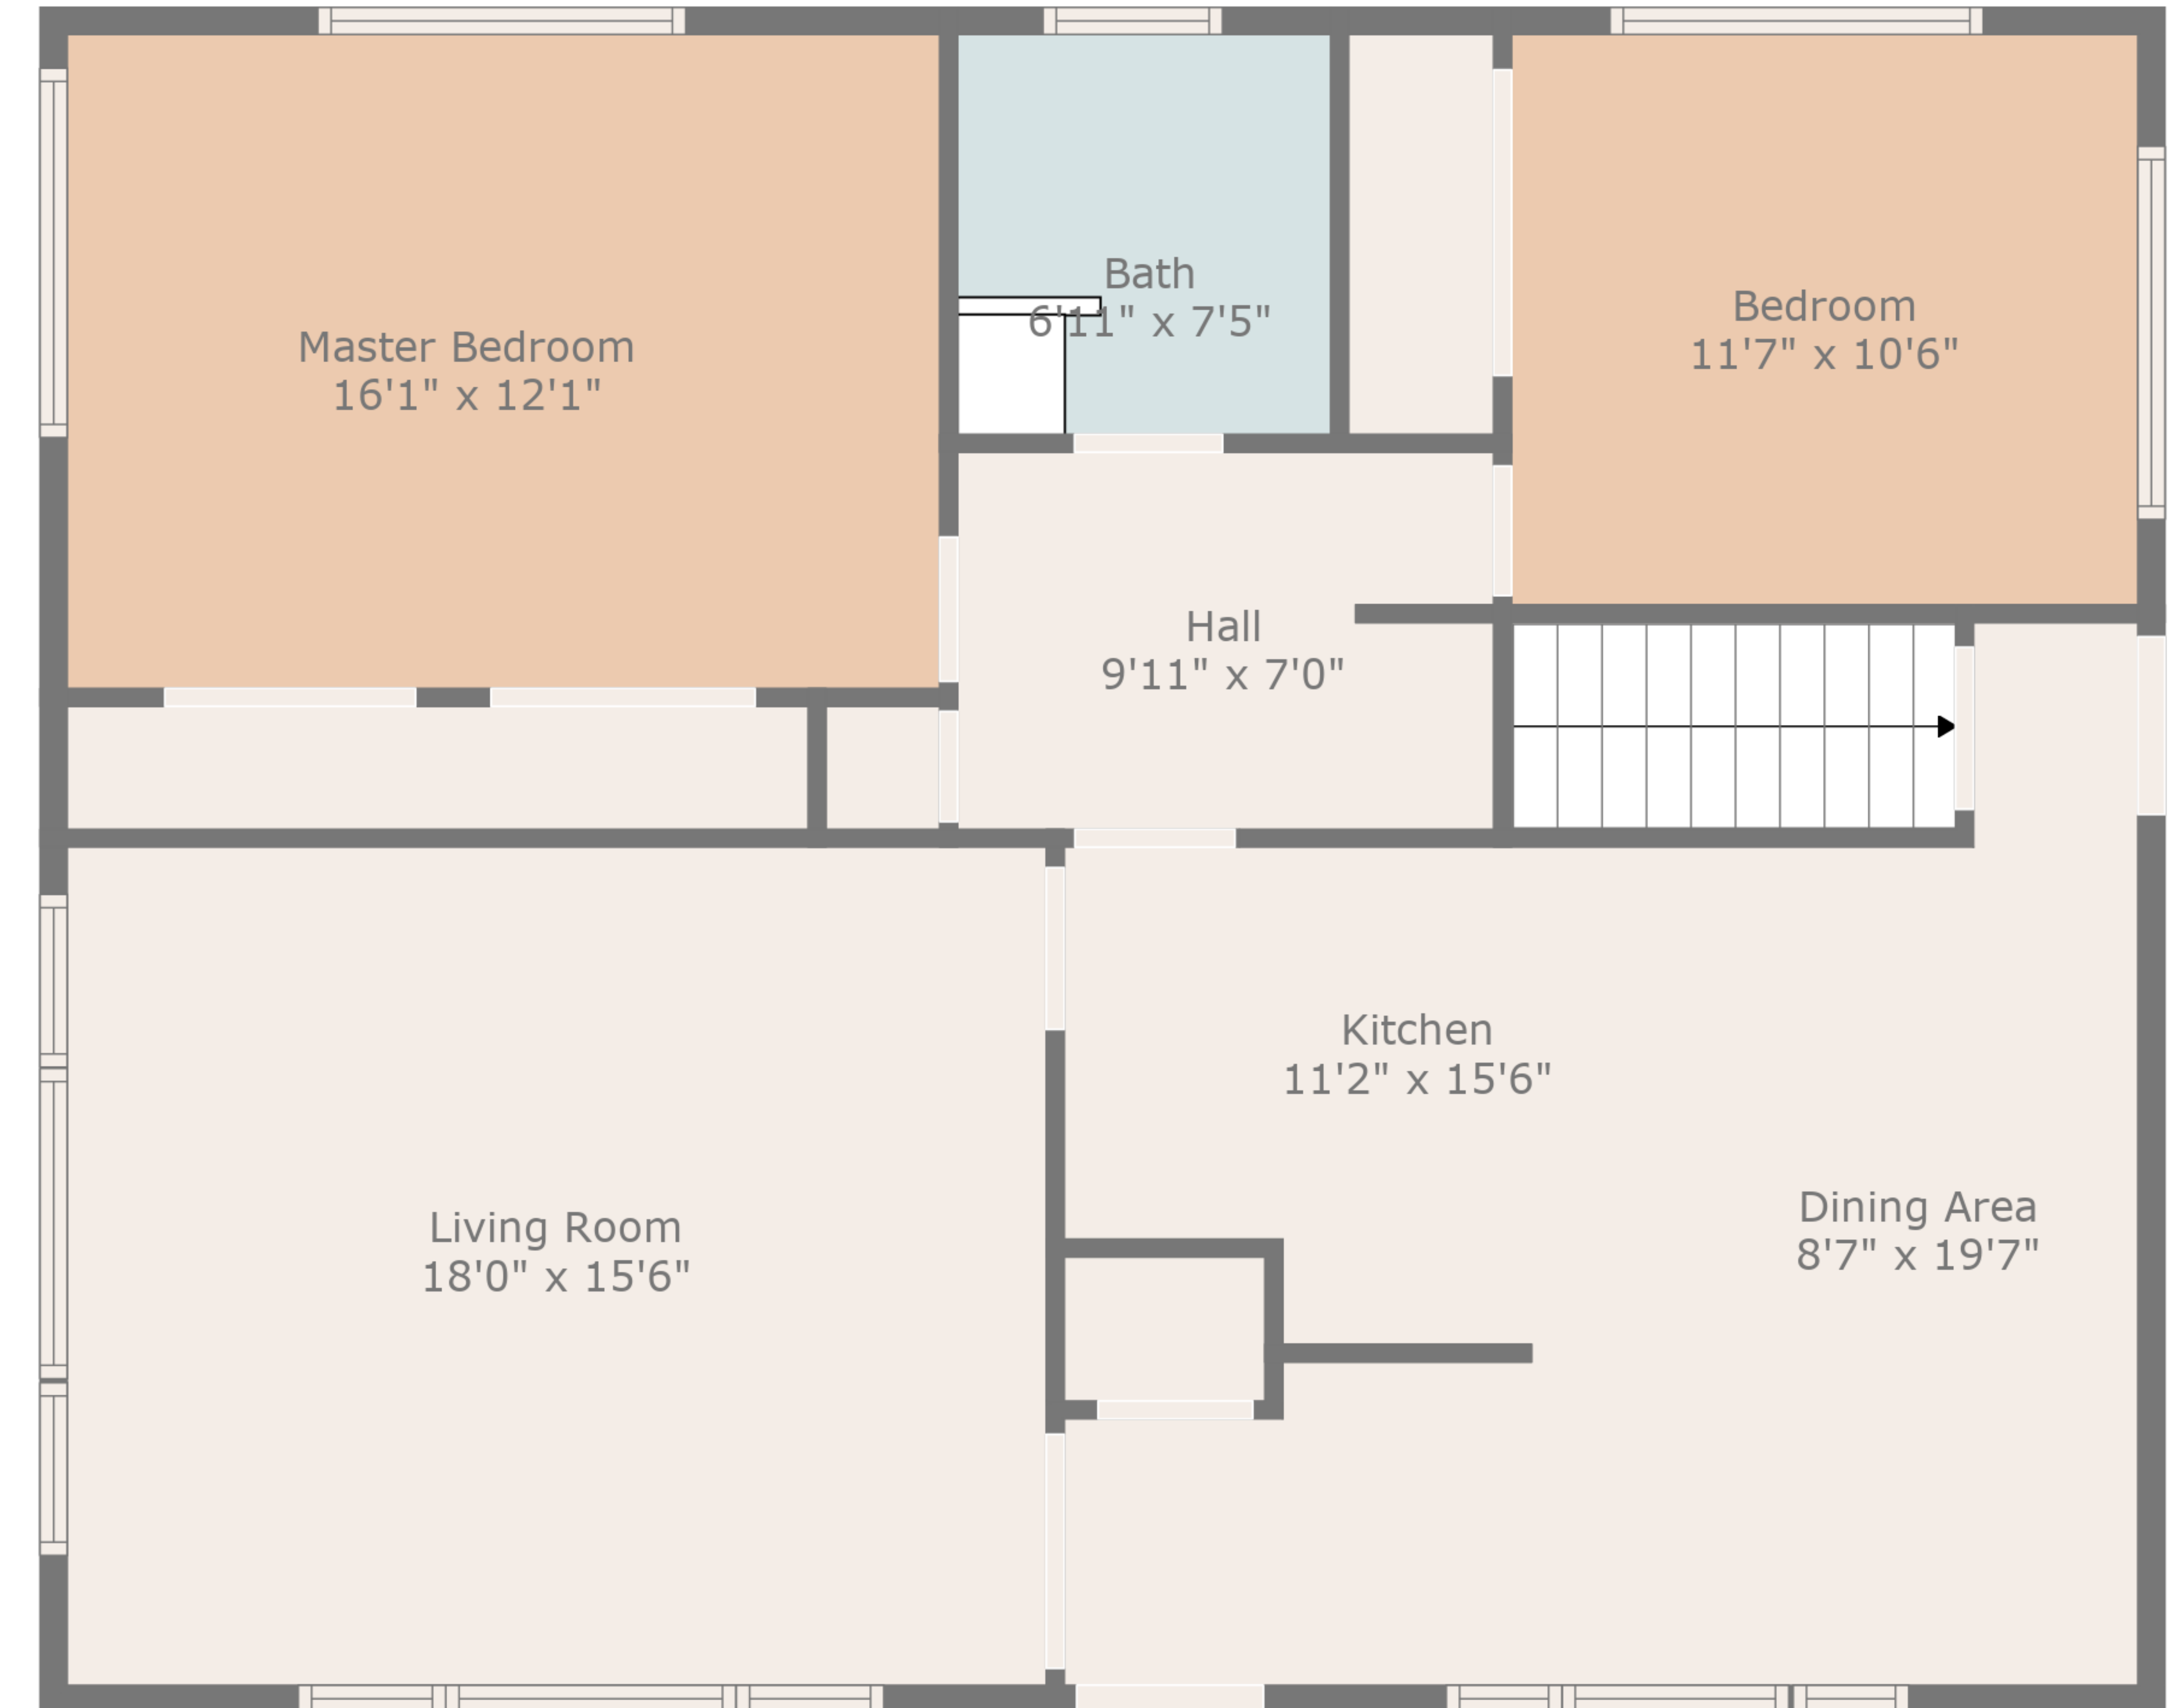 Bath
6'11" x 7'5"
Bedroom
11'7" x 10'6"
Master Bedroom
16'1" x 12'1"
Hall
9'11" x 7'0"
Kitchen
11'2" x 15'6"
Dining Area
8'7" x 19'7"
Living Room
18'0" x 15'6"